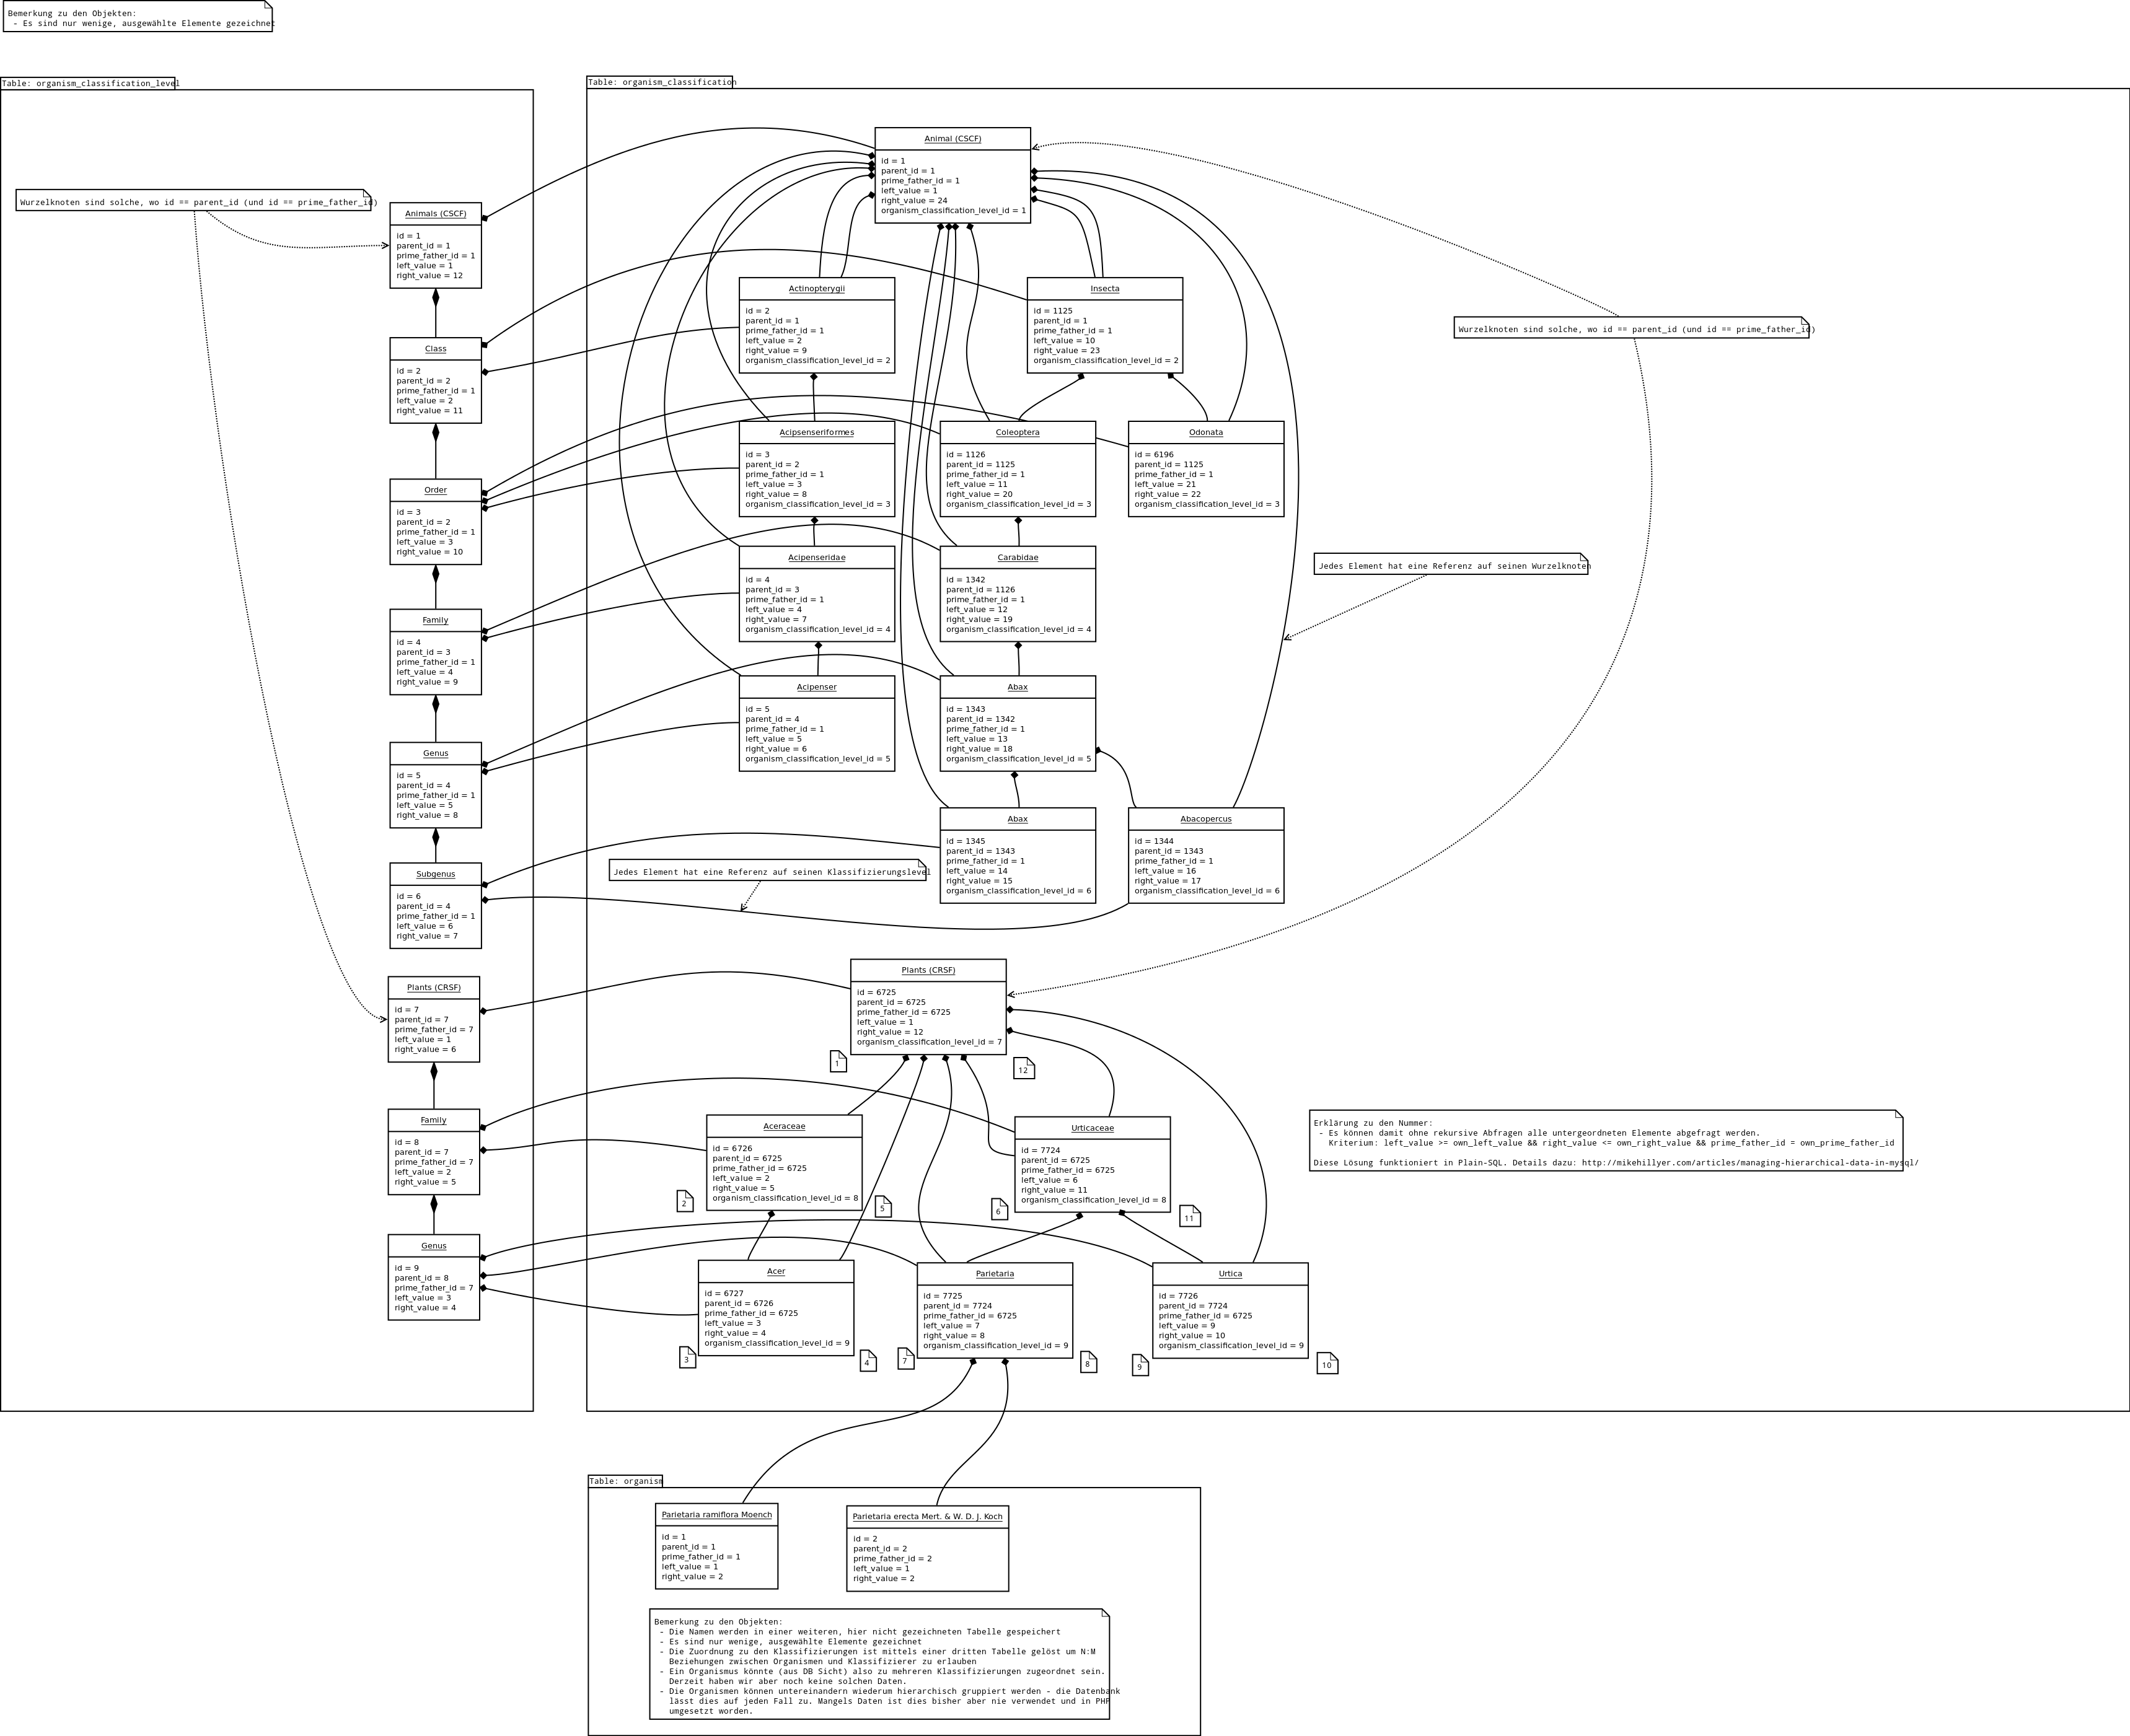 Bemerkung zu den Objekten:
- Es sind nur wenige, ausgewählte Elemente gezeichnet
Table: organism_classification_level
Wurzelknoten sind solche, wo id == parent_id (und id == prime_father_id)
Animals (CSCF)
id = 1
parent_id = 1
prime_father_id = 1
left_value = 1
right_value = 12
Class
id = 2
parent_id = 2
prime_father_id = 1
left_value = 2
right_value = 11
Order
id = 3
parent_id = 2
prime_father_id = 1
left_value = 3
right_value = 10
Family
id = 4
parent_id = 3
prime_father_id = 1
left_value = 4
right_value = 9
Genus
id = 5
parent_id = 4
prime_father_id = 1
left_value = 5
right_value = 8
Subgenus
id = 6
parent_id = 4
prime_father_id = 1
left_value = 6
right_value = 7
Plants (CRSF)
id = 7
parent_id = 7
prime_father_id = 7
left_value = 1
right_value = 6
Family
id = 8
parent_id = 7
prime_father_id = 7
left_value = 2
right_value = 5
Genus
id = 9
parent_id = 8
prime_father_id = 7
left_value = 3
right_value = 4
Table: organism_classification
Animal (CSCF)
id = 1
parent_id = 1
prime_father_id = 1
left_value = 1
right_value = 24
organism_classification_level_id = 1
Actinopterygii
id = 2
parent_id = 1
prime_father_id = 1
left_value = 2
right_value = 9
organism_classification_level_id = 2
Insecta
id = 1125
parent_id = 1
prime_father_id = 1
left_value = 10
right_value = 23
organism_classification_level_id = 2
Wurzelknoten sind solche, wo id == parent_id (und id == prime_father_id)
Acipsenseriformes
id = 3
parent_id = 2
prime_father_id = 1
left_value = 3
right_value = 8
organism_classification_level_id = 3
Coleoptera
id = 1126
parent_id = 1125
prime_father_id = 1
left_value = 11
right_value = 20
organism_classification_level_id = 3
Odonata
id = 6196
parent_id = 1125
prime_father_id = 1
left_value = 21
right_value = 22
organism_classification_level_id = 3
Acipenseridae
id = 4
parent_id = 3
prime_father_id = 1
left_value = 4
right_value = 7
organism_classification_level_id = 4
Carabidae
id = 1342
parent_id = 1126
prime_father_id = 1
left_value = 12
right_value = 19
organism_classification_level_id = 4
Jedes Element hat eine Referenz auf seinen Wurzelknoten
Acipenser
id = 5
parent_id = 4
prime_father_id = 1
left_value = 5
right_value = 6
organism_classification_level_id = 5
Abax
id = 1343
parent_id = 1342
prime_father_id = 1
left_value = 13
right_value = 18
organism_classification_level_id = 5
Abax
id = 1345
parent_id = 1343
prime_father_id = 1
left_value = 14
right_value = 15
organism_classification_level_id = 6
Abacopercus
id = 1344
parent_id = 1343
prime_father_id = 1
left_value = 16
right_value = 17
organism_classification_level_id = 6
Jedes Element hat eine Referenz auf seinen Klassifizierungslevel
Plants (CRSF)
id = 6725
parent_id = 6725
prime_father_id = 6725
left_value = 1
right_value = 12
organism_classification_level_id = 7
1
12
Aceraceae
id = 6726
parent_id = 6725
prime_father_id = 6725
left_value = 2
right_value = 5
organism_classification_level_id = 8
2
5
Urticaceae
id = 7724
parent_id = 6725
prime_father_id = 6725
left_value = 6
right_value = 11
organism_classification_level_id = 8
6
11
Erklärung zu den Nummer:
- Es können damit ohne rekursive Abfragen alle untergeordneten Elemente abgefragt werden.
Kriterium: left_value >= own_left_value && right_value <= own_right_value && prime_father_id = own_prime_father_id
Diese Lösung funktioniert in Plain-SQL. Details dazu: http://mikehillyer.com/articles/managing-hierarchical-data-in-mysql/
Acer
id = 6727
parent_id = 6726
prime_father_id = 6725
left_value = 3
right_value = 4
organism_classification_level_id = 9
3
4
Parietaria
id = 7725
parent_id = 7724
prime_father_id = 6725
left_value = 7
right_value = 8
organism_classification_level_id = 9
7
8
Urtica
id = 7726
parent_id = 7724
prime_father_id = 6725
left_value = 9
right_value = 10
organism_classification_level_id = 9
9
10
Table: organism
Parietaria ramiflora Moench
id = 1
parent_id = 1
prime_father_id = 1
left_value = 1
right_value = 2
Parietaria erecta Mert. & W. D. J. Koch
id = 2
parent_id = 2
prime_father_id = 2
left_value = 1
right_value = 2
Bemerkung zu den Objekten:
- Die Namen werden in einer weiteren, hier nicht gezeichneten Tabelle gespeichert
- Es sind nur wenige, ausgewählte Elemente gezeichnet
- Die Zuordnung zu den Klassifizierungen ist mittels einer dritten Tabelle gelöst um N:M
Beziehungen zwischen Organismen und Klassifizierer zu erlauben
- Ein Organismus könnte (aus DB Sicht) also zu mehreren Klassifizierungen zugeordnet sein.
Derzeit haben wir aber noch keine solchen Daten.
- Die Organismen können untereinandern wiederum hierarchisch gruppiert werden - die Datenbank
lässt dies auf jeden Fall zu. Mangels Daten ist dies bisher aber nie verwendet und in PHP
umgesetzt worden.